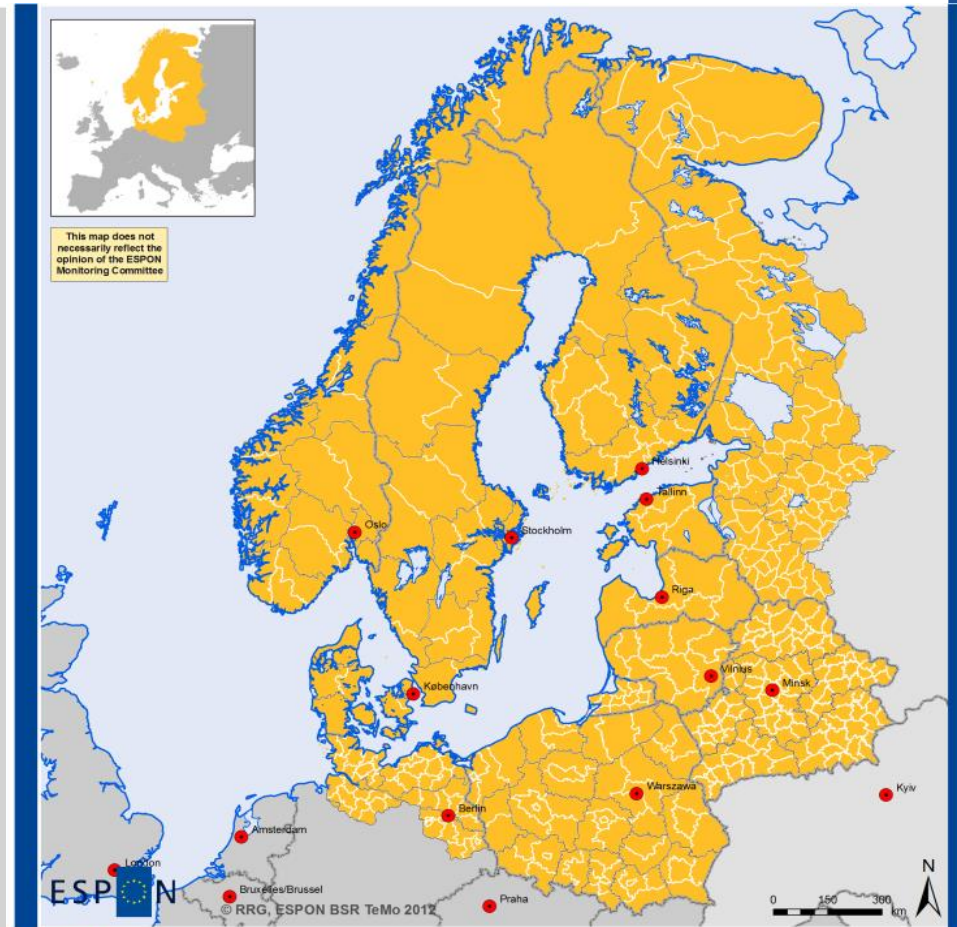 This map does not
necessarily reflect the
opinion of the ESPON
Monitoring Committee
Helsinki
Tallinn
Oslo
Stockholm
Riga
Vilnius
Minsk
København
Warszawa
Kyiv
Berlin
Amsterdam
London
ESPON
Bruxelles/Brussel
Praha
© RRG, ESPON BSR TeMo 2012
N
0 150 300
km